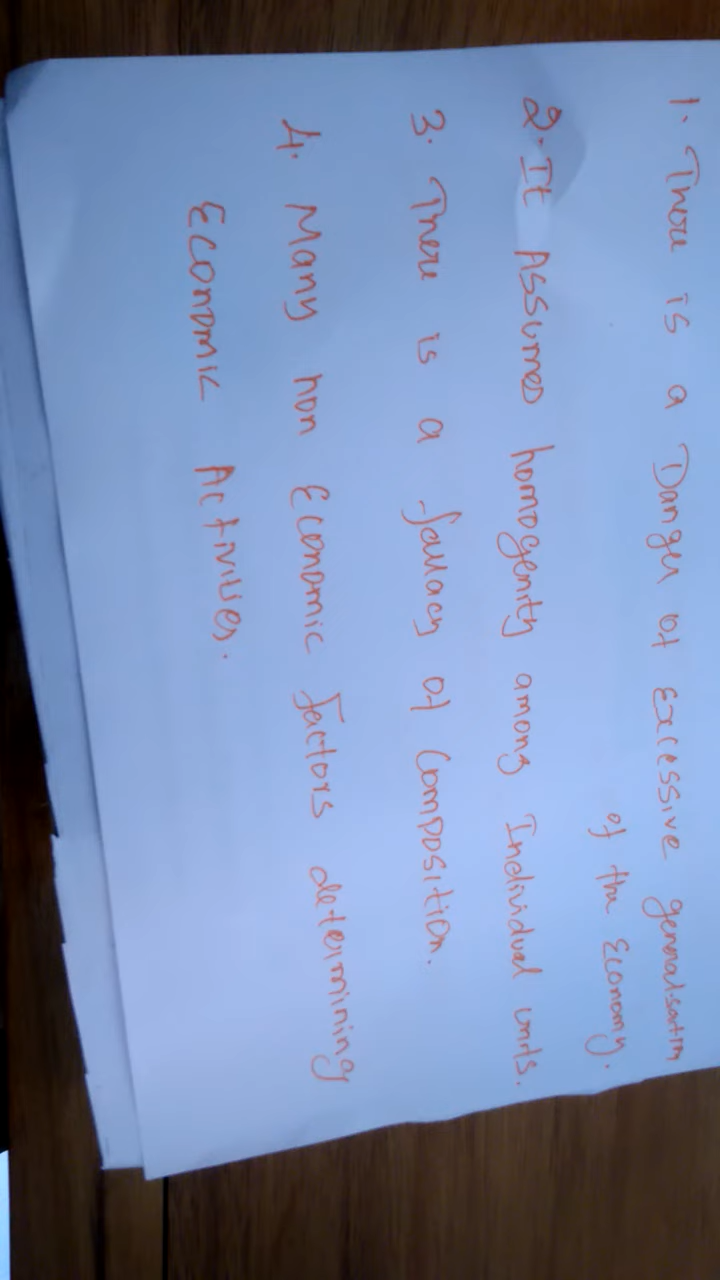 1. There is a Danger of Excessive generalisation
of the Economy.
2. It Assumes homogenity among Individual units.
3. There is a fallacy of Composition.
4. Many non Economic factors determining
Economic Activities.